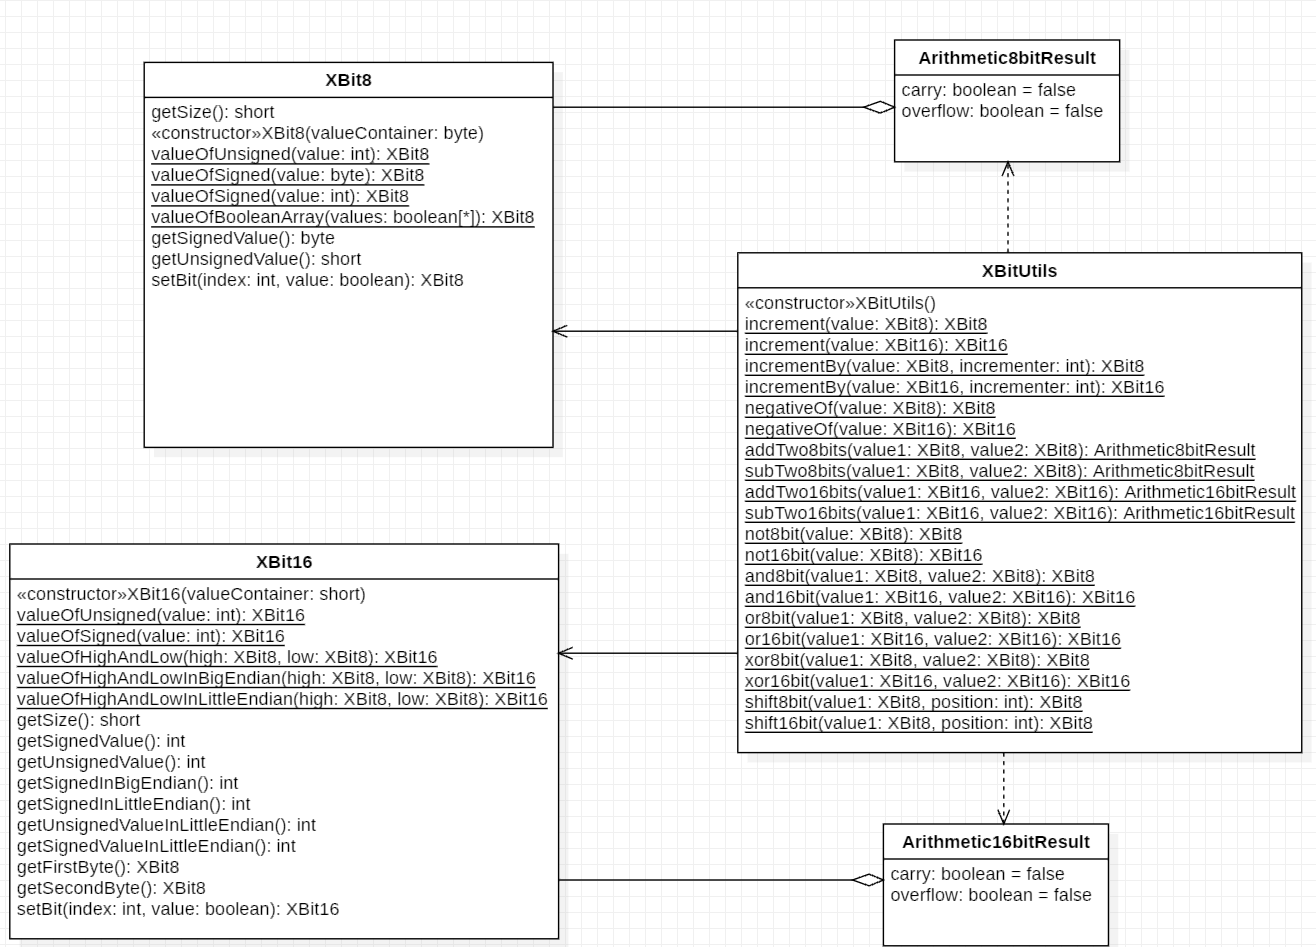 XBit8
getSize(): short
«constructor»XBit8(valueContainer: byte)
valueOfUnsigned(value: int): XBit8
valueOfSigned(value: byte): XBit8
valueOfSigned(value: int): XBit8
valueOfBooleanArray(values: boolean[*]): XBit8
getSignedValue(): byte
getUnsignedValue(): short
setBit(index: int, value: boolean): XBit8
Arithmetic8bitResult
carry: boolean = false
overflow: boolean = false
XBitUtils
«constructor»XBitUtils()
increment(value: XBit8): XBit8
increment(value: XBit16): XBit16
incrementBy(value: XBit8, incrementer: int): XBit8
incrementBy(value: XBit16, incrementer: int): XBit16
negativeOf(value: XBit8): XBit8
negativeOf(value: XBit16): XBit16
addTwo8bits(value1: XBit8, value2: XBit8): Arithmetic8bitResult
subTwo8bits(value1: XBit8, value2: XBit8): Arithmetic8bitResult
addTwo16bits(value1: XBit16, value2: XBit16): Arithmetic16bitResult
subTwo16bits(value1: XBit16, value2: XBit16): Arithmetic16bitResult
not8bit(value: XBit8): XBit8
not16bit(value: XBit8): XBit16
and8bit(value1: XBit8, value2: XBit8): XBit8
and16bit(value1: XBit16, value2: XBit16): XBit16
or8bit(value1: XBit8, value2: XBit8): XBit8
or16bit(value1: XBit16, value2: XBit16): XBit16
xor8bit(value1: XBit8, value2: XBit8): XBit8
xor16bit(value1: XBit16, value2: XBit16): XBit16
shift8bit(value1: XBit8, position: int): XBit8
shift16bit(value1: XBit8, position: int): XBit8
XBit16
«constructor»XBit16(valueContainer: short)
valueOfUnsigned(value: int): XBit16
valueOfSigned(value: int): XBit16
valueOfHighAndLow(high: XBit8, low: XBit8): XBit16
valueOfHighAndLowInBigEndian(high: XBit8, low: XBit8): XBit16
valueOfHighAndLowInLittleEndian(high: XBit8, low: XBit8): XBit16
getSize(): short
getSignedValue(): int
getUnsignedValue(): int
getSignedInBigEndian(): int
getSignedInLittleEndian(): int
getUnsignedValueInLittleEndian(): int
getSignedValueInLittleEndian(): int
getFirstByte(): XBit8
getSecondByte(): XBit8
setBit(index: int, value: boolean): XBit16
Arithmetic16bitResult
carry: boolean = false
overflow: boolean = false